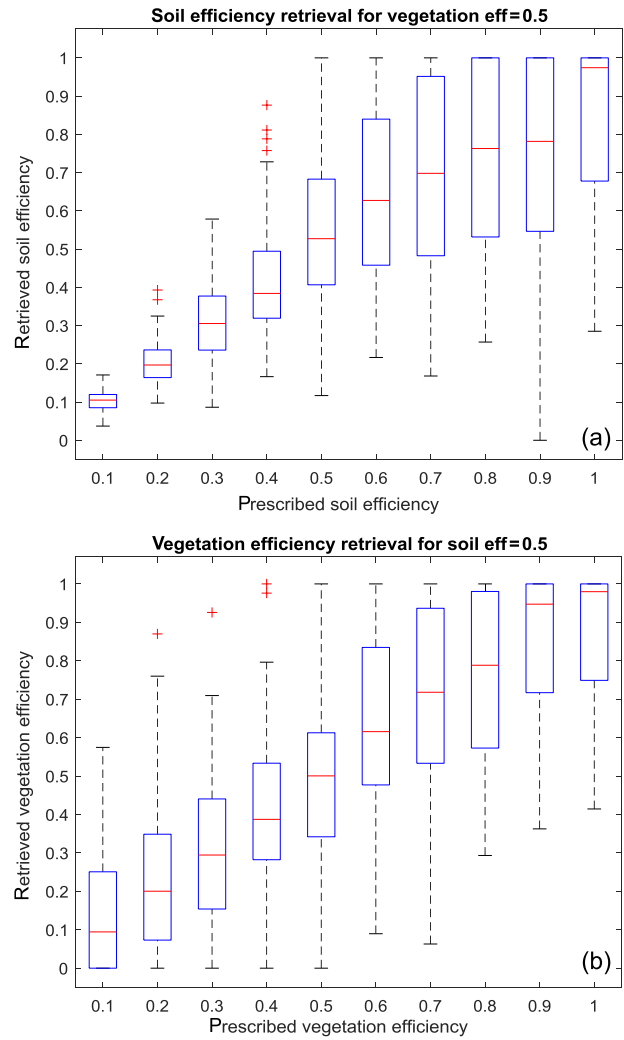 Soil efficiency retrieval for vegetation eff=0.5
1
0.9
0.8
0.7
0.6
0.5
0.4
0.3
0.2
0.1
0
Retrieved soil efficiency
(a)
0.1 0.2 0.3 0.4 0.5 0.6 0.7 0.8 0.9 1
Prescribed soil efficiency
Vegetation efficiency retrieval for soil eff=0.5
1
0.9
0.8
0.7
0.6
0.5
0.4
0.3
0.2
0.1
0
Retrieved vegetation efficiency
(b)
0.1 0.2 0.3 0.4 0.5 0.6 0.7 0.8 0.9 1
Prescribed vegetation efficiency